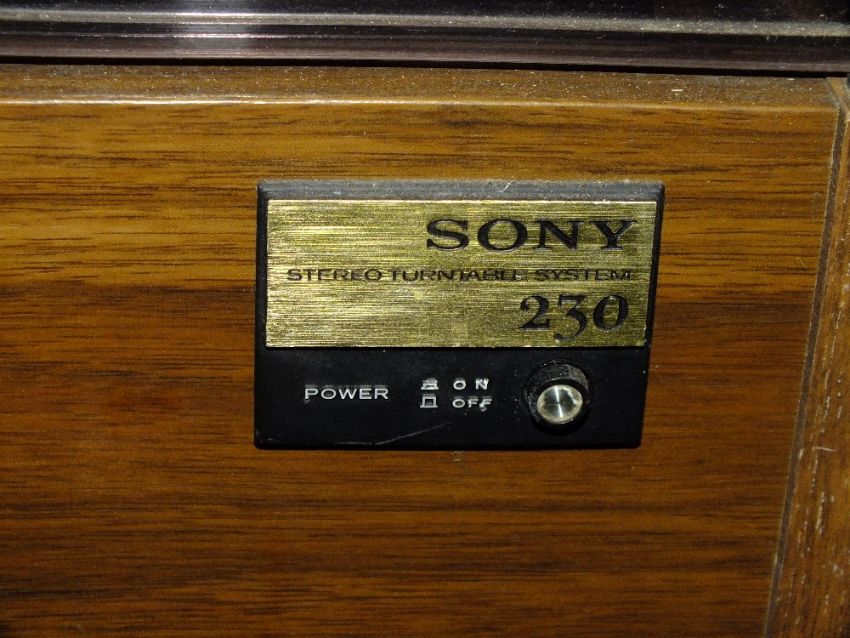 SONY
STEREO TURNTABLE SYSTEM
230
POWER ON
OFF